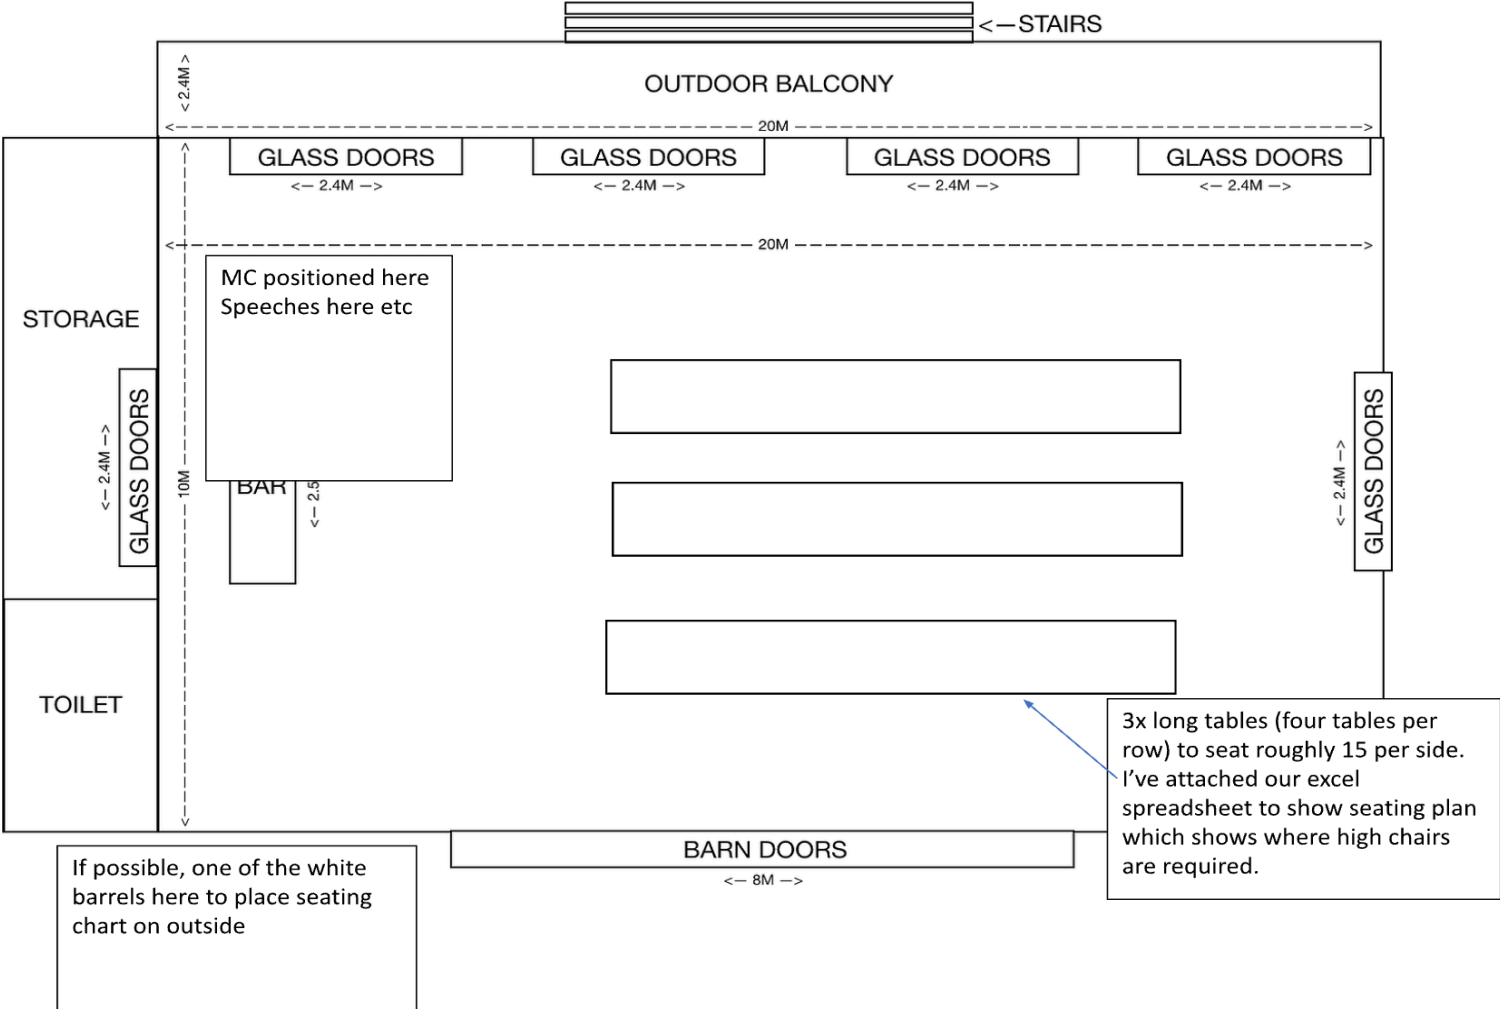 <—STAIRS
< 2.4M >
OUTDOOR BALCONY
20M
GLASS DOORS
GLASS DOORS
GLASS DOORS
GLASS DOORS
<— 2.4M —>
<— 2.4M —>
<— 2.4M —>
<— 2.4M —>
20M
MC positioned here
Speeches here etc
STORAGE
<— 2.4M —>
GLASS DOORS
10M
BAR
<— 2.5
<— 2.4M —>
GLASS DOORS
TOILET
3x long tables (four tables per
row) to seat roughly 15 per side.
I’ve attached our excel
spreadsheet to show seating plan
which shows where high chairs
are required.
BARN DOORS
<— 8M —>
If possible, one of the white
barrels here to place seating
chart on outside